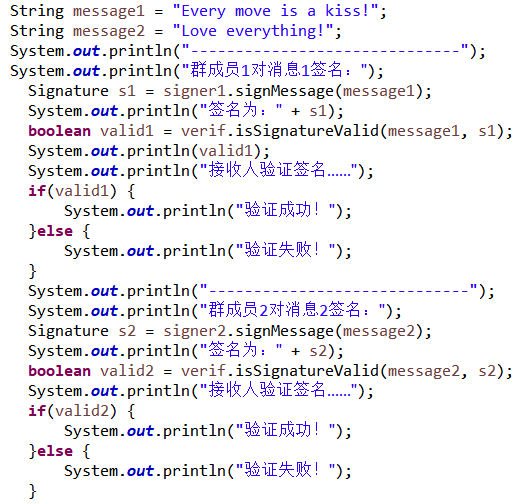 String message1 = "Every move is a kiss!";
String message2 = "Love everything!";
System.out.println("------------------------------");
System.out.println("群成员1对消息1签名：");
Signature s1 = signer1.signMessage(message1);
System.out.println("签名为：" + s1);
boolean valid1 = verif.isSignatureValid(message1, s1);
System.out.println(valid1);
System.out.println("接收人验证签名……");
if(valid1) {
System.out.println("验证成功！");
}else {
System.out.println("验证失败！");
}
System.out.println("-----------------------------");
System.out.println("群成员2对消息2签名：");
Signature s2 = signer2.signMessage(message2);
System.out.println("签名为：" + s2);
boolean valid2 = verif.isSignatureValid(message2, s2);
System.out.println("接收人验证签名……");
if(valid2) {
System.out.println("验证成功！");
}else {
System.out.println("验证失败！");
}